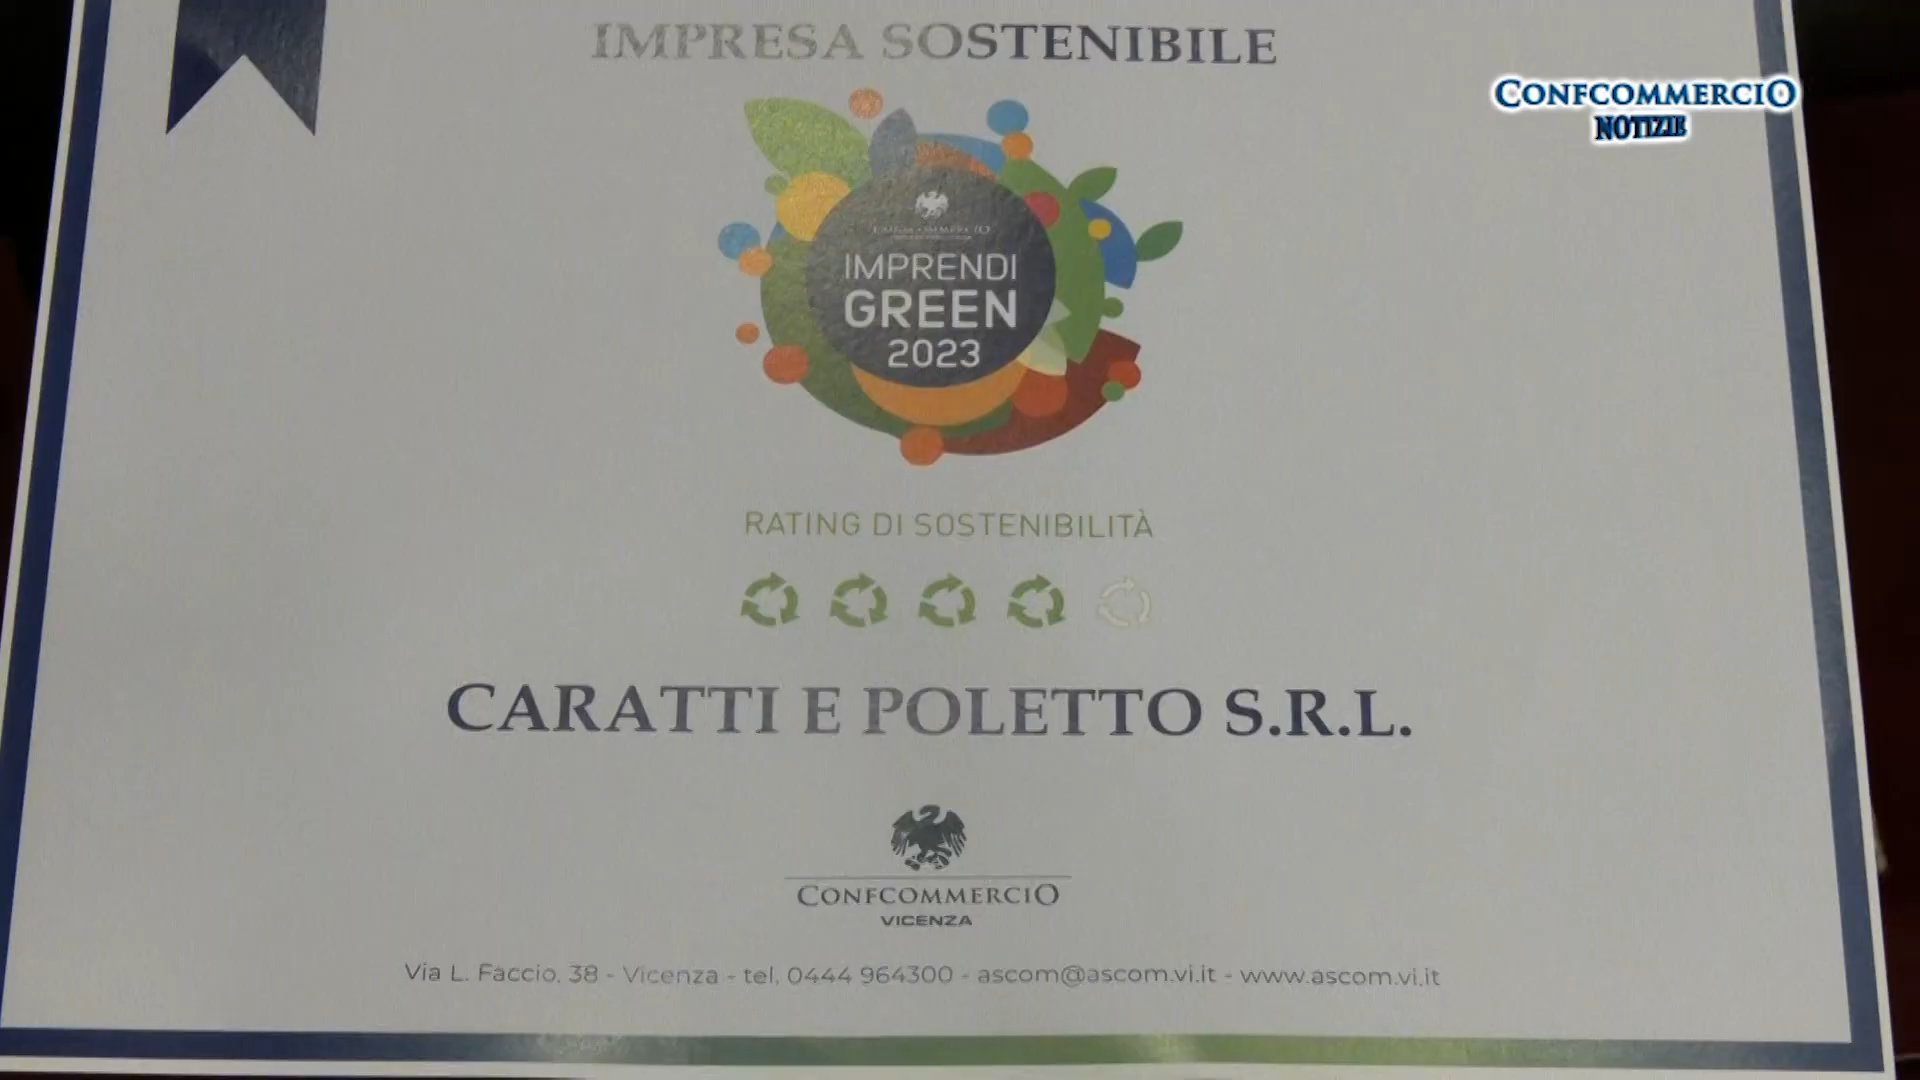 IMPRESA SOSTENIBILE
CONFCOMMERCIO
NOTIZIE
CONFCOMMERCIO
IMPRENDI
GREEN
2023
RATING DI SOSTENIBILITÀ
CARATTI E POLETTO S.R.L.
CONFCOMMERCIO
VICENZA
Via L. Faccio, 38 - Vicenza - tel. 0444 964300 - ascom@ascom.vi.it - www.ascom.vi.it